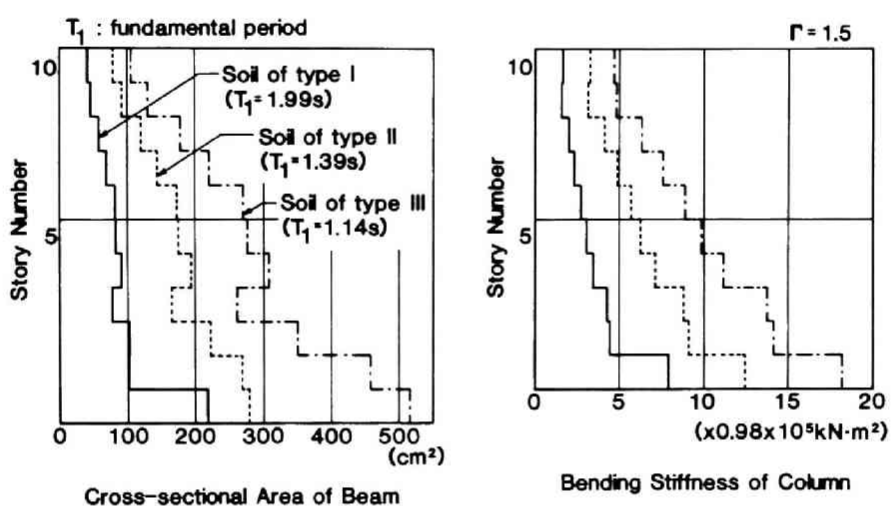 T₁ : fundamental period
Γ = 1.5
10
Soil of type I
(T₁=1.99s)
Soil of type II
(T₁=1.39s)
Soil of type III
(T₁=1.14s)
5
Story Number
0 100 200 300 400 500
(cm²)
Cross-sectional Area of Beam
10
5
Story Number
0 5 10 15 20
(x0.98x10⁵kN·m²)
Bending Stiffness of Column